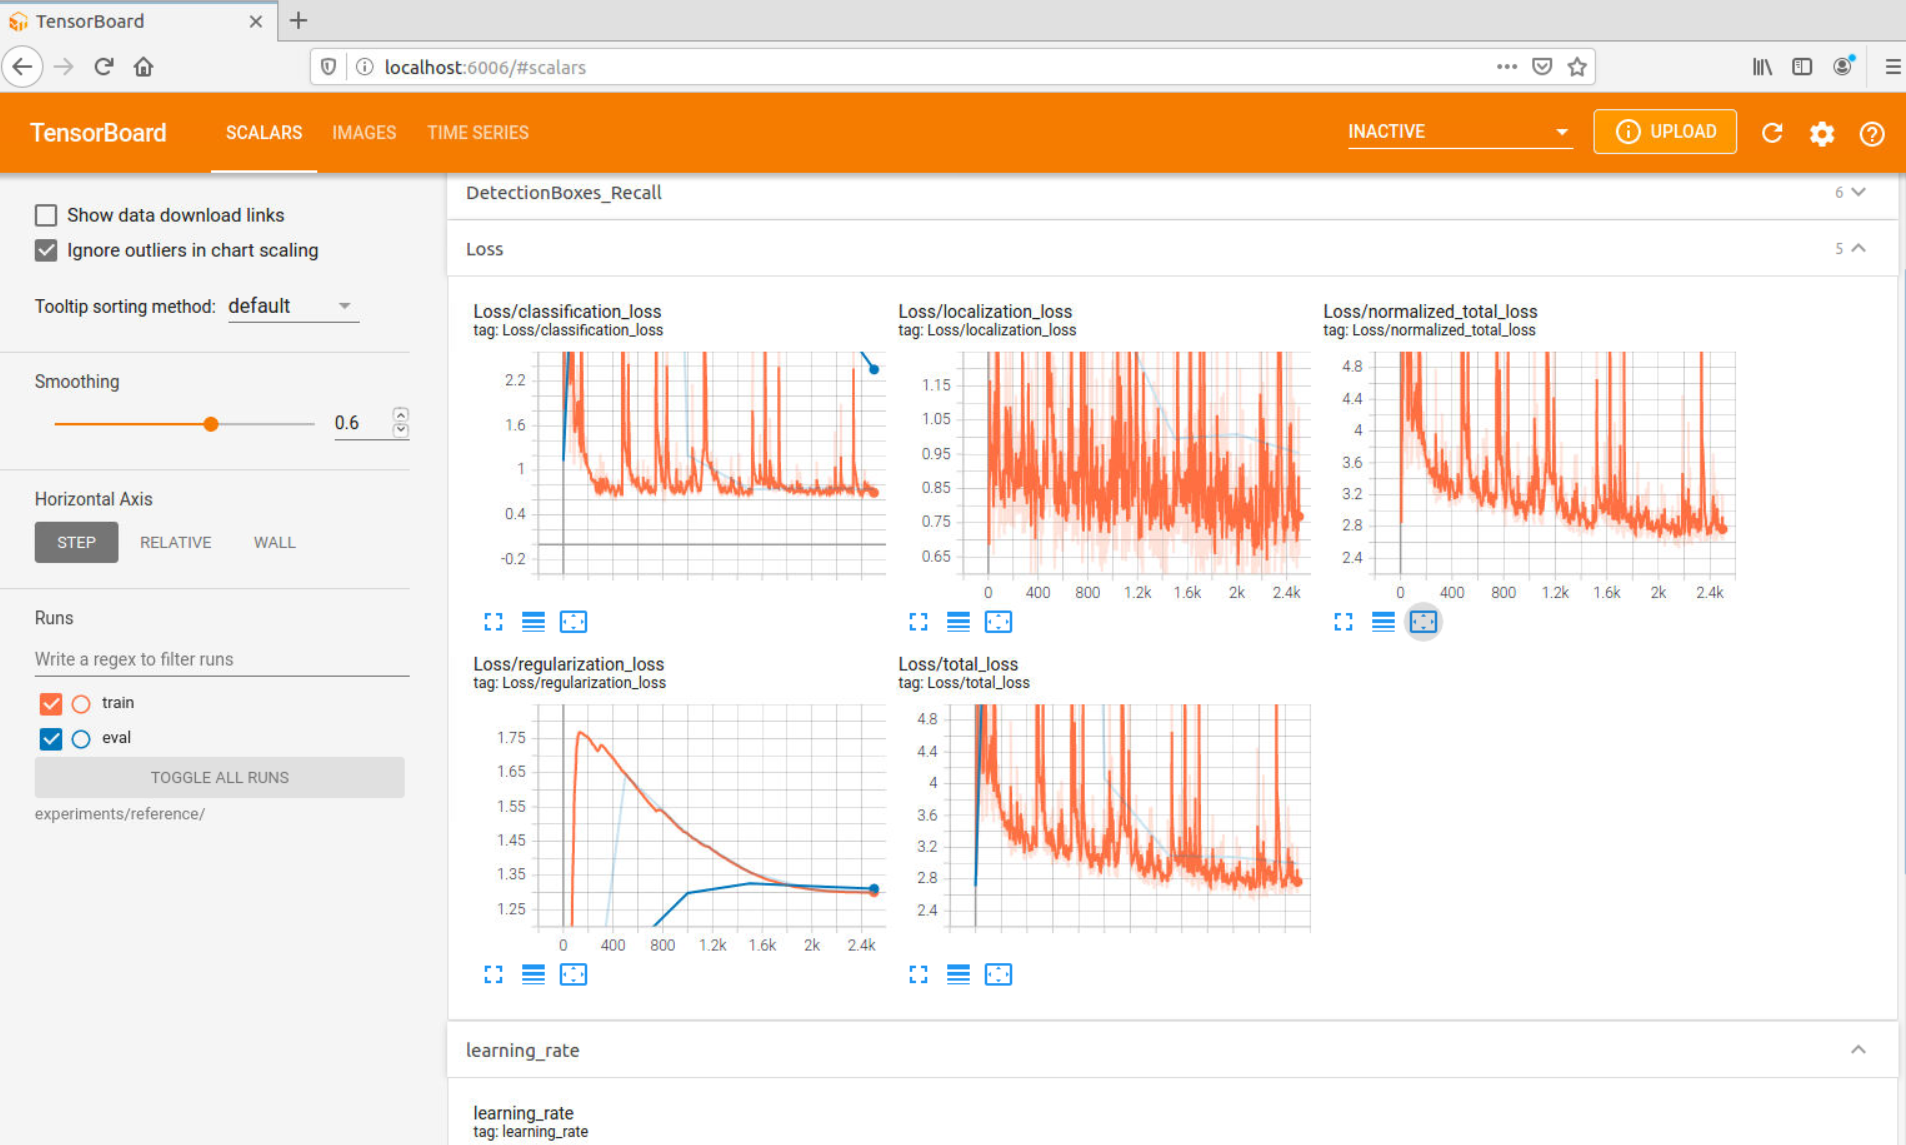 TensorBoard
localhost:6006/#scalars
TensorBoard
SCALARS
IMAGES
TIME SERIES
INACTIVE
UPLOAD
Show data download links
Ignore outliers in chart scaling
Tooltip sorting method: default
Smoothing
0.6
Horizontal Axis
STEP
RELATIVE
WALL
Runs
Write a regex to filter runs
train
eval
TOGGLE ALL RUNS
experiments/reference/
DetectionBoxes_Recall
6
Loss
5
Loss/classification_loss
tag: Loss/classification_loss
2.2
1.6
1
0.4
-0.2
Loss/localization_loss
tag: Loss/localization_loss
1.15
1.05
0.95
0.85
0.75
0.65
0 400 800 1.2k 1.6k 2k 2.4k
Loss/normalized_total_loss
tag: Loss/normalized_total_loss
4.8
4.4
4
3.6
3.2
2.8
2.4
0 400 800 1.2k 1.6k 2k 2.4k
Loss/regularization_loss
tag: Loss/regularization_loss
1.75
1.65
1.55
1.45
1.35
1.25
0 400 800 1.2k 1.6k 2k 2.4k
Loss/total_loss
tag: Loss/total_loss
4.8
4.4
4
3.6
3.2
2.8
2.4
learning_rate
learning_rate
tag: learning_rate